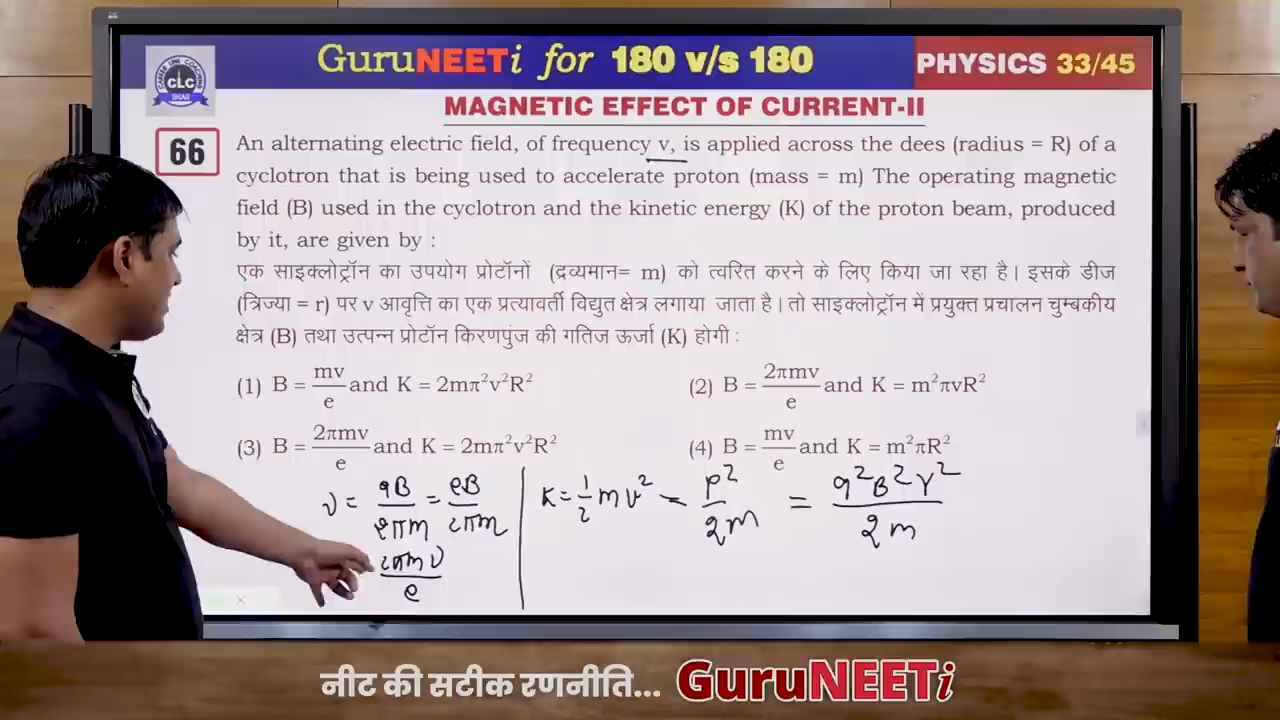 GuruNEETi for 180 v/s 180
PHYSICS 33/45
CLC
SIKAR
MAGNETIC EFFECT OF CURRENT-II
66
An alternating electric field, of frequency v, is applied across the dees (radius = R) of a
cyclotron that is being used to accelerate proton (mass = m) The operating magnetic
field (B) used in the cyclotron and the kinetic energy (K) of the proton beam, produced
by it, are given by :
एक साइक्लोट्रॉन का उपयोग प्रोटॉनों (द्रव्यमान= m) को त्वरित करने के लिए किया जा रहा है। इसके डीज
(त्रिज्या = r) पर v आवृत्ति का एक प्रत्यावर्ती विद्युत क्षेत्र लगाया जाता है। तो साइक्लोट्रॉन में प्रयुक्त प्रचालन चुम्बकीय
क्षेत्र (B) तथा उत्पन्न प्रोटॉन किरणपुंज की गतिज ऊर्जा (K) होगी :
(1) B = mv/e and K = 2mπ²v²R²
(2) B = 2πmv/e and K = m²πvR²
(3) B = 2πmv/e and K = 2mπ²v²R²
(4) B = mv/e and K = m²πR²
ν = qB/2πm = eB/2πm
2πmν/e
K = 1/2 mv² = p²/2m = q²B²r²/2m
नीट की सटीक रणनीति... GuruNEETi